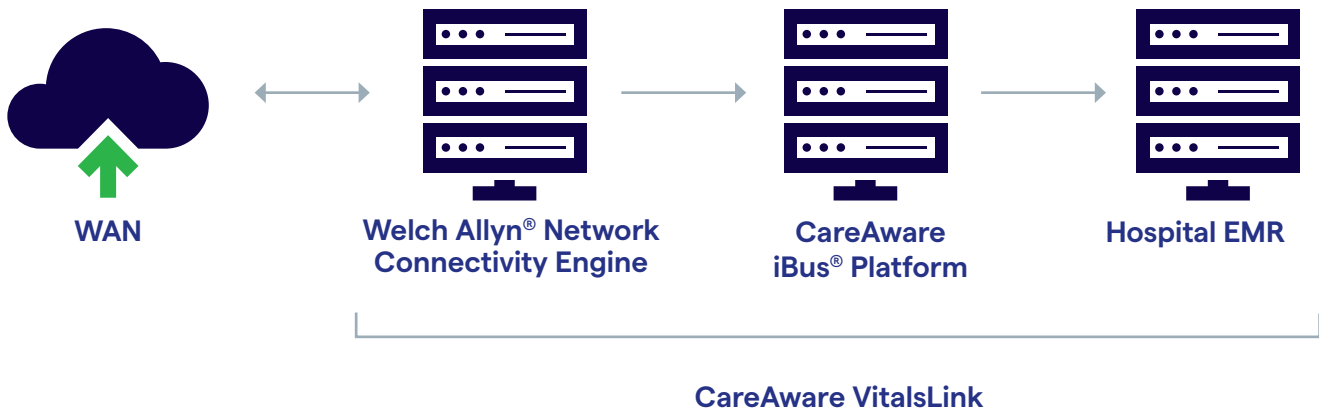 WAN
Welch Allyn® Network
Connectivity Engine
CareAware
iBus® Platform
Hospital EMR
CareAware VitalsLink